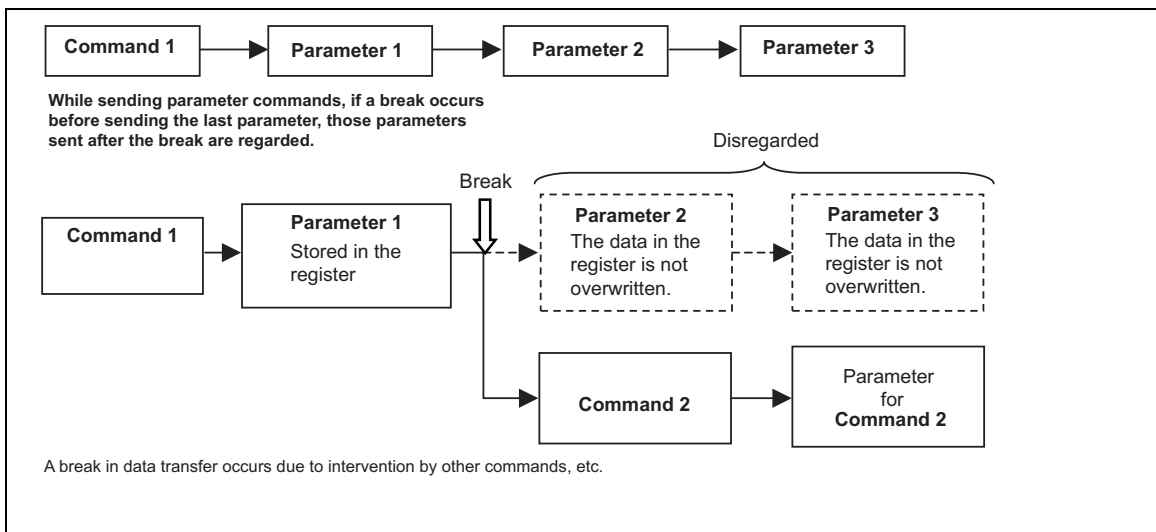 Command 1
Parameter 1
Parameter 2
Parameter 3
While sending parameter commands, if a break occurs
before sending the last parameter, those parameters
sent after the break are regarded.
Disregarded
Break
Command 1
Parameter 1
Stored in the
register
Parameter 2
The data in the
register is not
overwritten.
Parameter 3
The data in the
register is not
overwritten.
Command 2
Parameter
for
Command 2
A break in data transfer occurs due to intervention by other commands, etc.